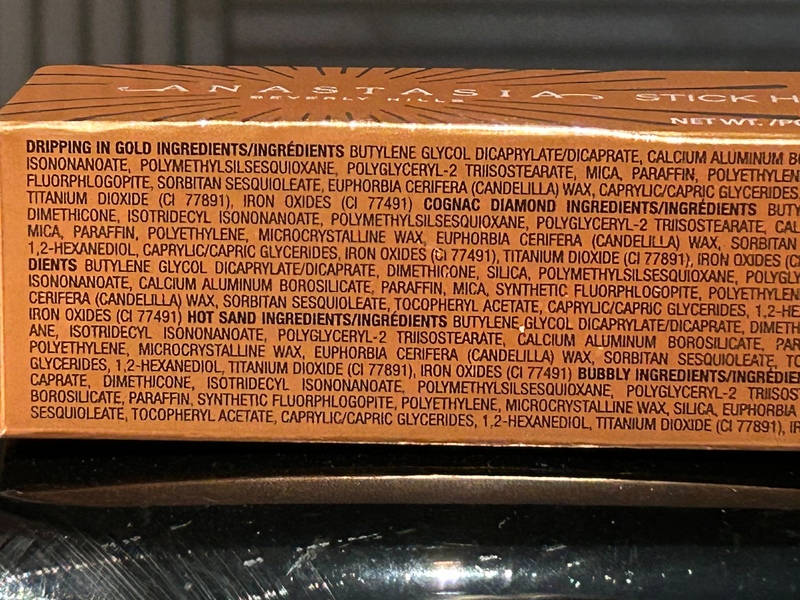 ANASTASIA
BEVERLY HILLS
STICK
NET WT.
DRIPPING IN GOLD INGREDIENTS/INGRÉDIENTS BUTYLENE GLYCOL DICAPRYLATE/DICAPRATE, CALCIUM ALUMINUM
ISONONANOATE, POLYMETHYLSILSESQUIOXANE, POLYGLYCERYL-2 TRIISOSTEARATE, MICA, PARAFFIN, POLYETHYLEN
FLUORPHLOGOPITE, SORBITAN SESQUIOLEATE, EUPHORBIA CERIFERA (CANDELILLA) WAX, CAPRYLIC/CAPRIC GLYCERIDES,
TITANIUM DIOXIDE (CI 77891), IRON OXIDES (CI 77491) COGNAC DIAMOND INGREDIENTS/INGRÉDIENTS BUTY
DIMETHICONE, ISOTRIDECYL ISONONANOATE, POLYMETHYLSILSESQUIOXANE, POLYGLYCERYL-2 TRIISOSTEARATE, CAL
MICA, PARAFFIN, POLYETHYLENE, MICROCRYSTALLINE WAX, EUPHORBIA CERIFERA (CANDELILLA) WAX, SORBITAN
1,2-HEXANEDIOL, CAPRYLIC/CAPRIC GLYCERIDES, IRON OXIDES (CI 77491), TITANIUM DIOXIDE (CI 77891), IRON OXIDES (CI
DIENTS BUTYLENE GLYCOL DICAPRYLATE/DICAPRATE, DIMETHICONE, SILICA, POLYMETHYLSILSESQUIOXANE, POLYGLY
ISONONANOATE, CALCIUM ALUMINUM BOROSILICATE, PARAFFIN, MICA, SYNTHETIC FLUORPHLOGOPITE, POLYETHYLEN
CERIFERA (CANDELILLA) WAX, SORBITAN SESQUIOLEATE, TOCOPHERYL ACETATE, CAPRYLIC/CAPRIC GLYCERIDES, 1,2-HE
IRON OXIDES (CI 77491) HOT SAND INGREDIENTS/INGRÉDIENTS BUTYLENE GLYCOL DICAPRYLATE/DICAPRATE, DIMETH
ANE, ISOTRIDECYL ISONONANOATE, POLYGLYCERYL-2 TRIISOSTEARATE, CALCIUM ALUMINUM BOROSILICATE, PAR
POLYETHYLENE, MICROCRYSTALLINE WAX, EUPHORBIA CERIFERA (CANDELILLA) WAX, SORBITAN SESQUIOLEATE, TO
GLYCERIDES, 1,2-HEXANEDIOL, TITANIUM DIOXIDE (CI 77891), IRON OXIDES (CI 77491) BUBBLY INGREDIENTS/INGRÉDIEN
CAPRATE, DIMETHICONE, ISOTRIDECYL ISONONANOATE, POLYMETHYLSILSESQUIOXANE, POLYGLYCERYL-2 TRIISOST
BOROSILICATE, PARAFFIN, SYNTHETIC FLUORPHLOGOPITE, POLYETHYLENE, MICROCRYSTALLINE WAX, SILICA, EUPHORBIA
SESQUIOLEATE, TOCOPHERYL ACETATE, CAPRYLIC/CAPRIC GLYCERIDES, 1,2-HEXANEDIOL, TITANIUM DIOXIDE (CI 77891), IR